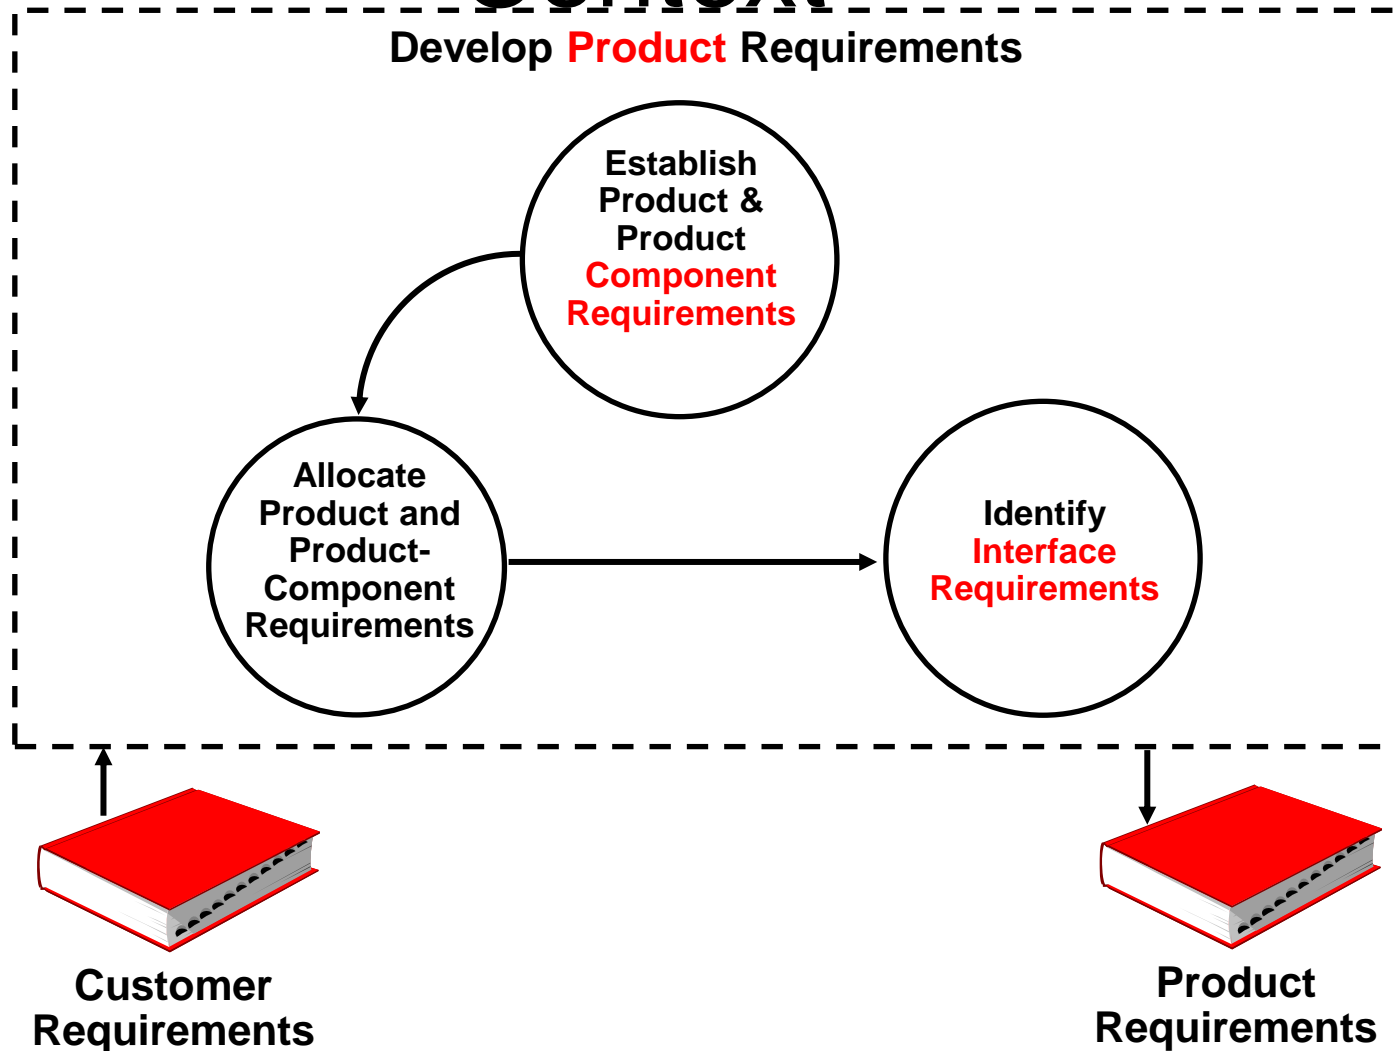 Context
Develop Product Requirements
Establish
Product &
Product
Component
Requirements
Allocate
Product and
Product-
Component
Requirements
Identify
Interface
Requirements
Customer
Requirements
Product
Requirements